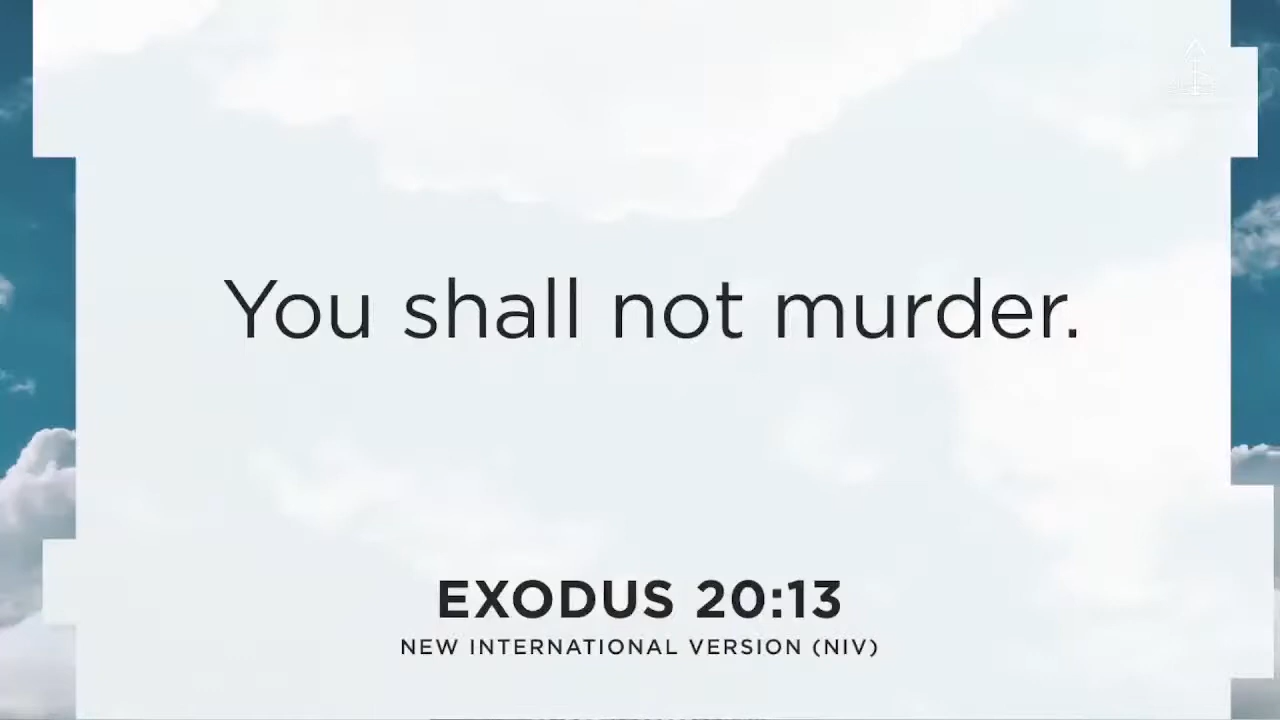 You shall not murder.
EXODUS 20:13
NEW INTERNATIONAL VERSION (NIV)